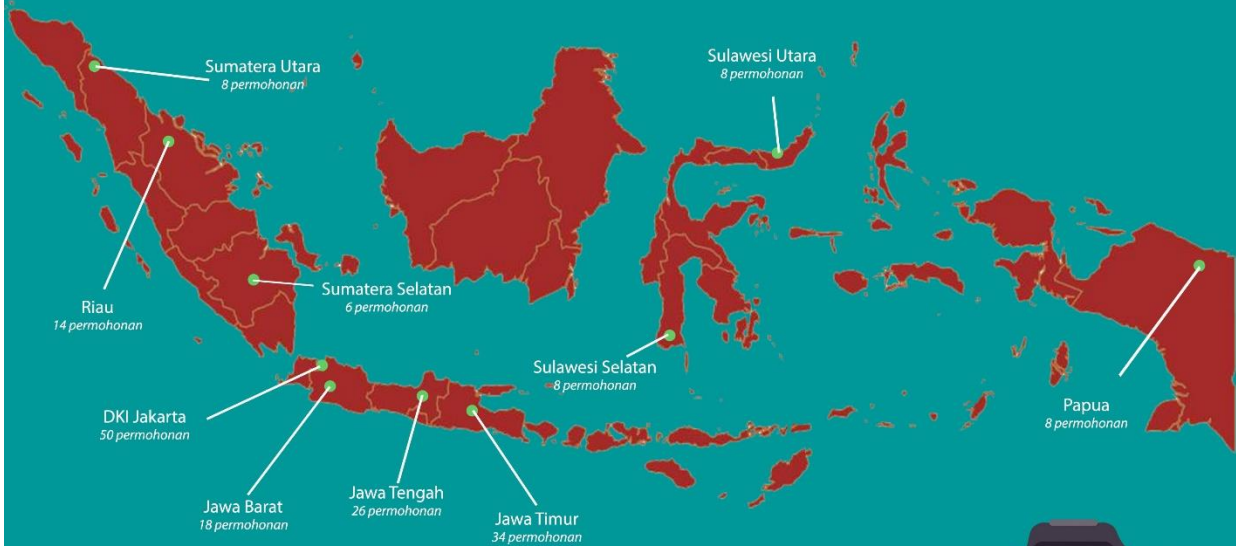 Sumatera Utara
8 permohonan
Sulawesi Utara
8 permohonan
Sumatera Selatan
6 permohonan
Riau
14 permohonan
Sulawesi Selatan
8 permohonan
Papua
8 permohonan
DKI Jakarta
50 permohonan
Jawa Barat
18 permohonan
Jawa Tengah
26 permohonan
Jawa Timur
34 permohonan